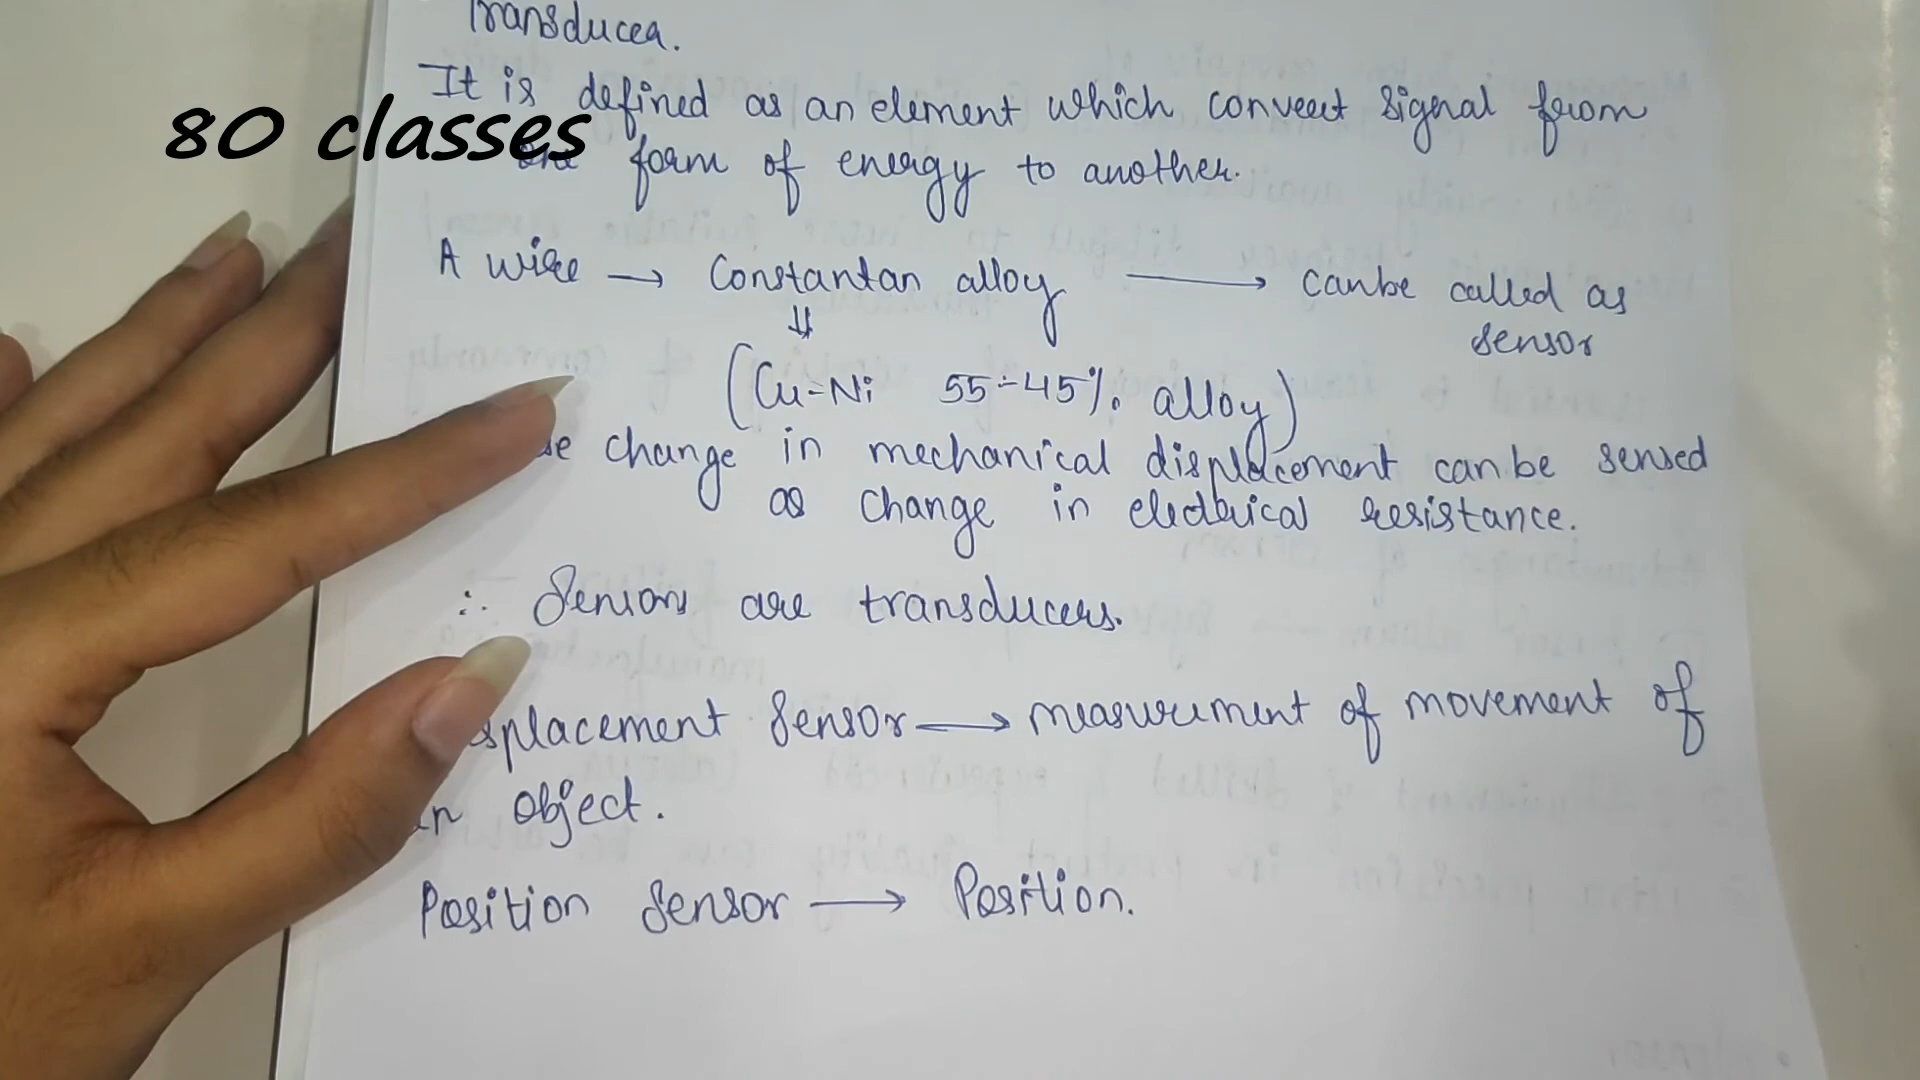 Transducer.
It is defined as an element which convert signal from
80 classes
form of energy to another.
A wire → Constantan alloy → can be called as
sensor
(Cu-Ni 55-45% alloy)
change in mechanical displacement can be sensed
as change in electrical resistance.
∴ Sensors are transducers.
splacement Sensor → measurement of movement of
an object.
Position Sensor → Position.